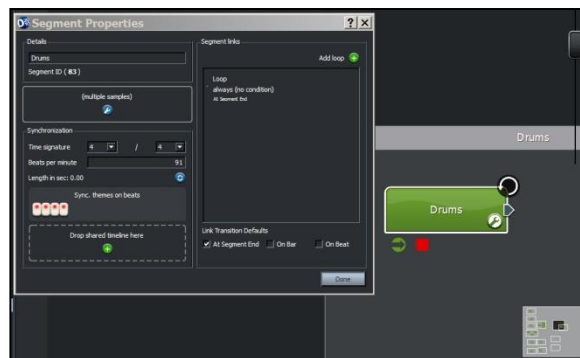 Segment Properties
Details
Drums
Segment ID ( 83 )
(multiple samples)
Synchronization
Time signature 4 / 4
Beats per minute 91
Length in sec: 0.00
Sync. themes on beats
Drop shared timeline here
Segment links
Add loop
Loop
always (no condition)
At Segment End
Link Transition Defaults
At Segment End On Bar On Beat
Done
Drums
Drums